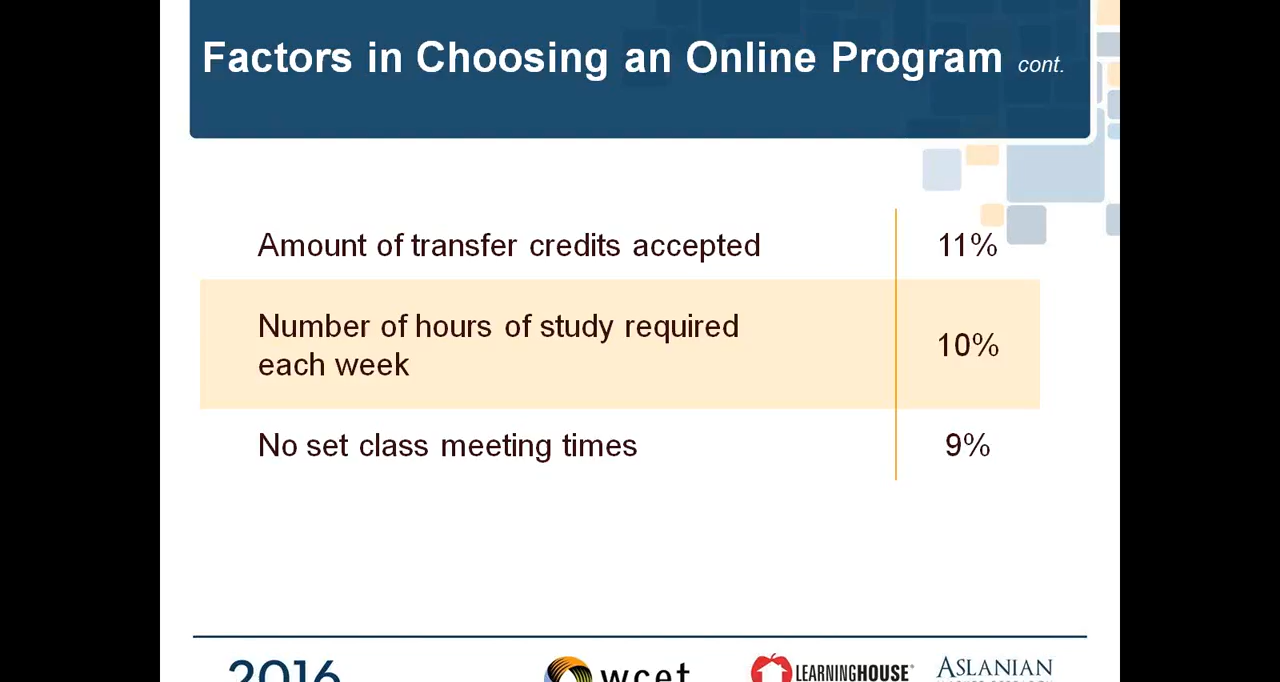 Factors in Choosing an Online Program cont.
Amount of transfer credits accepted 11%
Number of hours of study required
each week 10%
No set class meeting times 9%
2016 wcet LEARNINGHOUSE® ASLANIAN